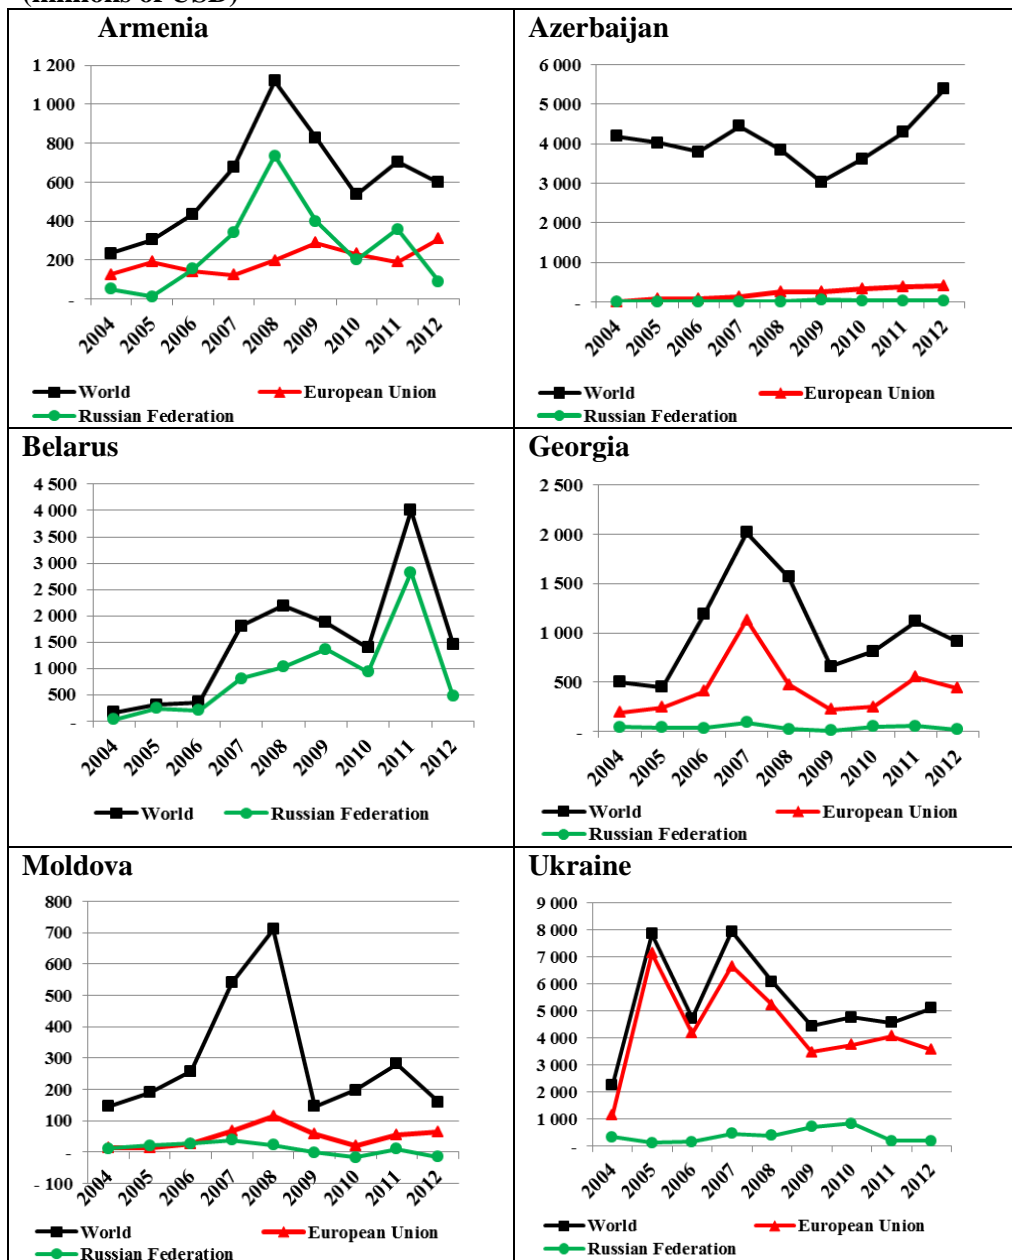 (millions of USD)
Armenia
1 200
1 000
800
600
400
200
-
2004 2005 2006 2007 2008 2009 2010 2011 2012
World European Union
Russian Federation
Azerbaijan
6 000
5 000
4 000
3 000
2 000
1 000
-
2004 2005 2006 2007 2008 2009 2010 2011 2012
World European Union
Russian Federation
Belarus
4 500
4 000
3 500
3 000
2 500
2 000
1 500
1 000
500
-
2004 2005 2006 2007 2008 2009 2010 2011 2012
World Russian Federation
Georgia
2 500
2 000
1 500
1 000
500
-
2004 2005 2006 2007 2008 2009 2010 2011 2012
World European Union
Russian Federation
Moldova
800
700
600
500
400
300
200
100
-
- 100
2004 2005 2006 2007 2008 2009 2010 2011 2012
World European Union
Russian Federation
Ukraine
9 000
8 000
7 000
6 000
5 000
4 000
3 000
2 000
1 000
-
2004 2005 2006 2007 2008 2009 2010 2011 2012
World European Union
Russian Federation